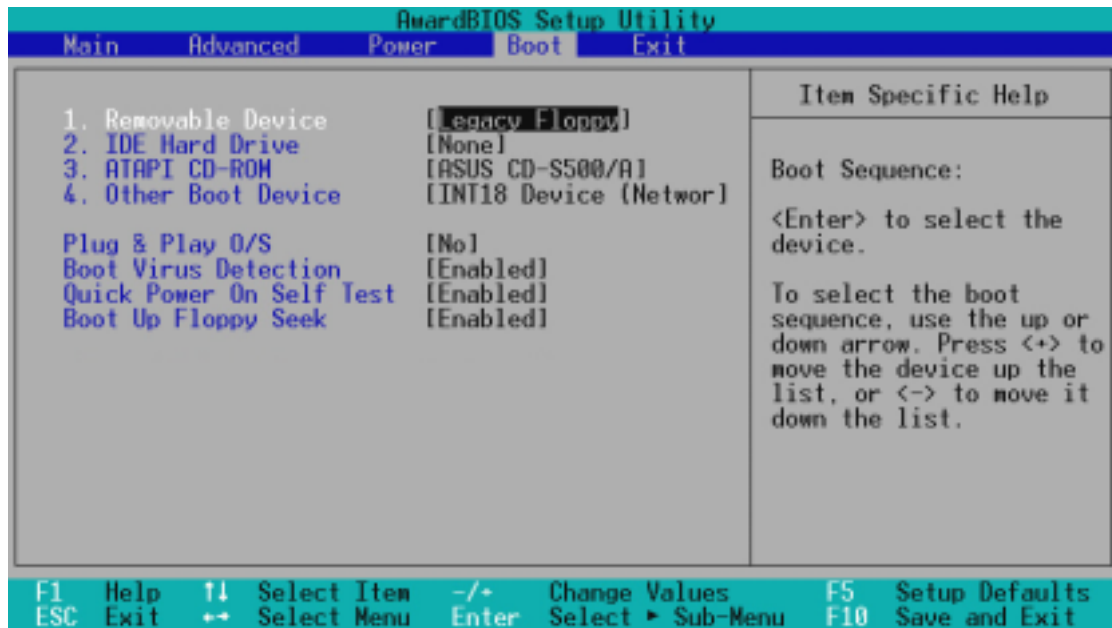 AwardBIOS Setup Utility
Main Advanced Power Boot Exit
1. Removable Device [Legacy Floppy]
2. IDE Hard Drive [None]
3. ATAPI CD-ROM [ASUS CD-S500/A]
4. Other Boot Device [INT18 Device (Networ]
Plug & Play O/S [No]
Boot Virus Detection [Enabled]
Quick Power On Self Test [Enabled]
Boot Up Floppy Seek [Enabled]
Item Specific Help
Boot Sequence:
<Enter> to select the
device.
To select the boot
sequence, use the up or
down arrow. Press <+> to
move the device up the
list, or <-> to move it
down the list.
F1 Help ↑↓ Select Item -/+ Change Values F5 Setup Defaults
ESC Exit ←→ Select Menu Enter Select ► Sub-Menu F10 Save and Exit